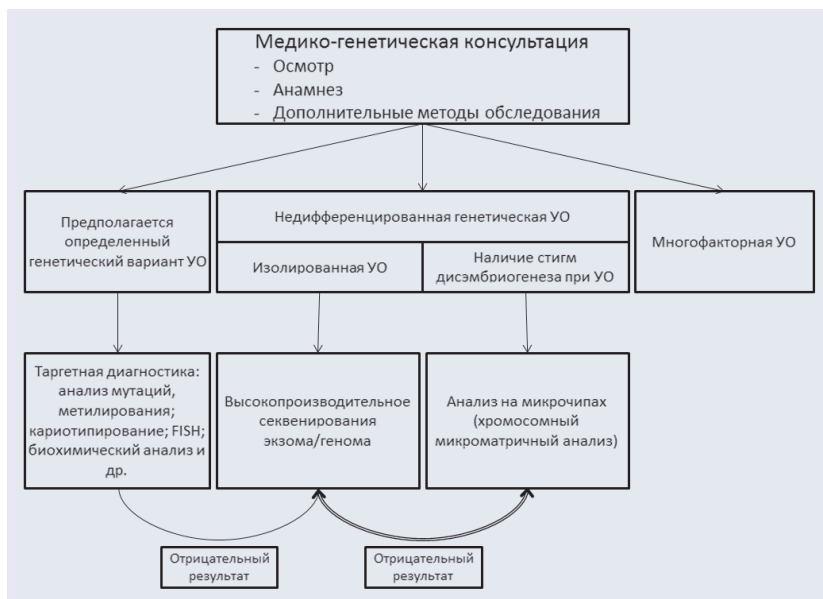 Медико-генетическая консультация
- Осмотр
- Анамнез
- Дополнительные методы обследования
Предполагается
определенный
генетический вариант УО
Недифференцированная генетическая УО
Изолированная УО
Наличие стигм
дисэмбриогенеза при УО
Многофакторная УО
Таргетная диагностика:
анализ мутаций,
метилирования;
кариотипирование; FISH;
биохимический анализ и
др.
Высокопроизводительное
секвенирования
экзома/генома
Анализ на микрочипах
(хромосомный
микроматричный анализ)
Отрицательный
результат
Отрицательный
результат